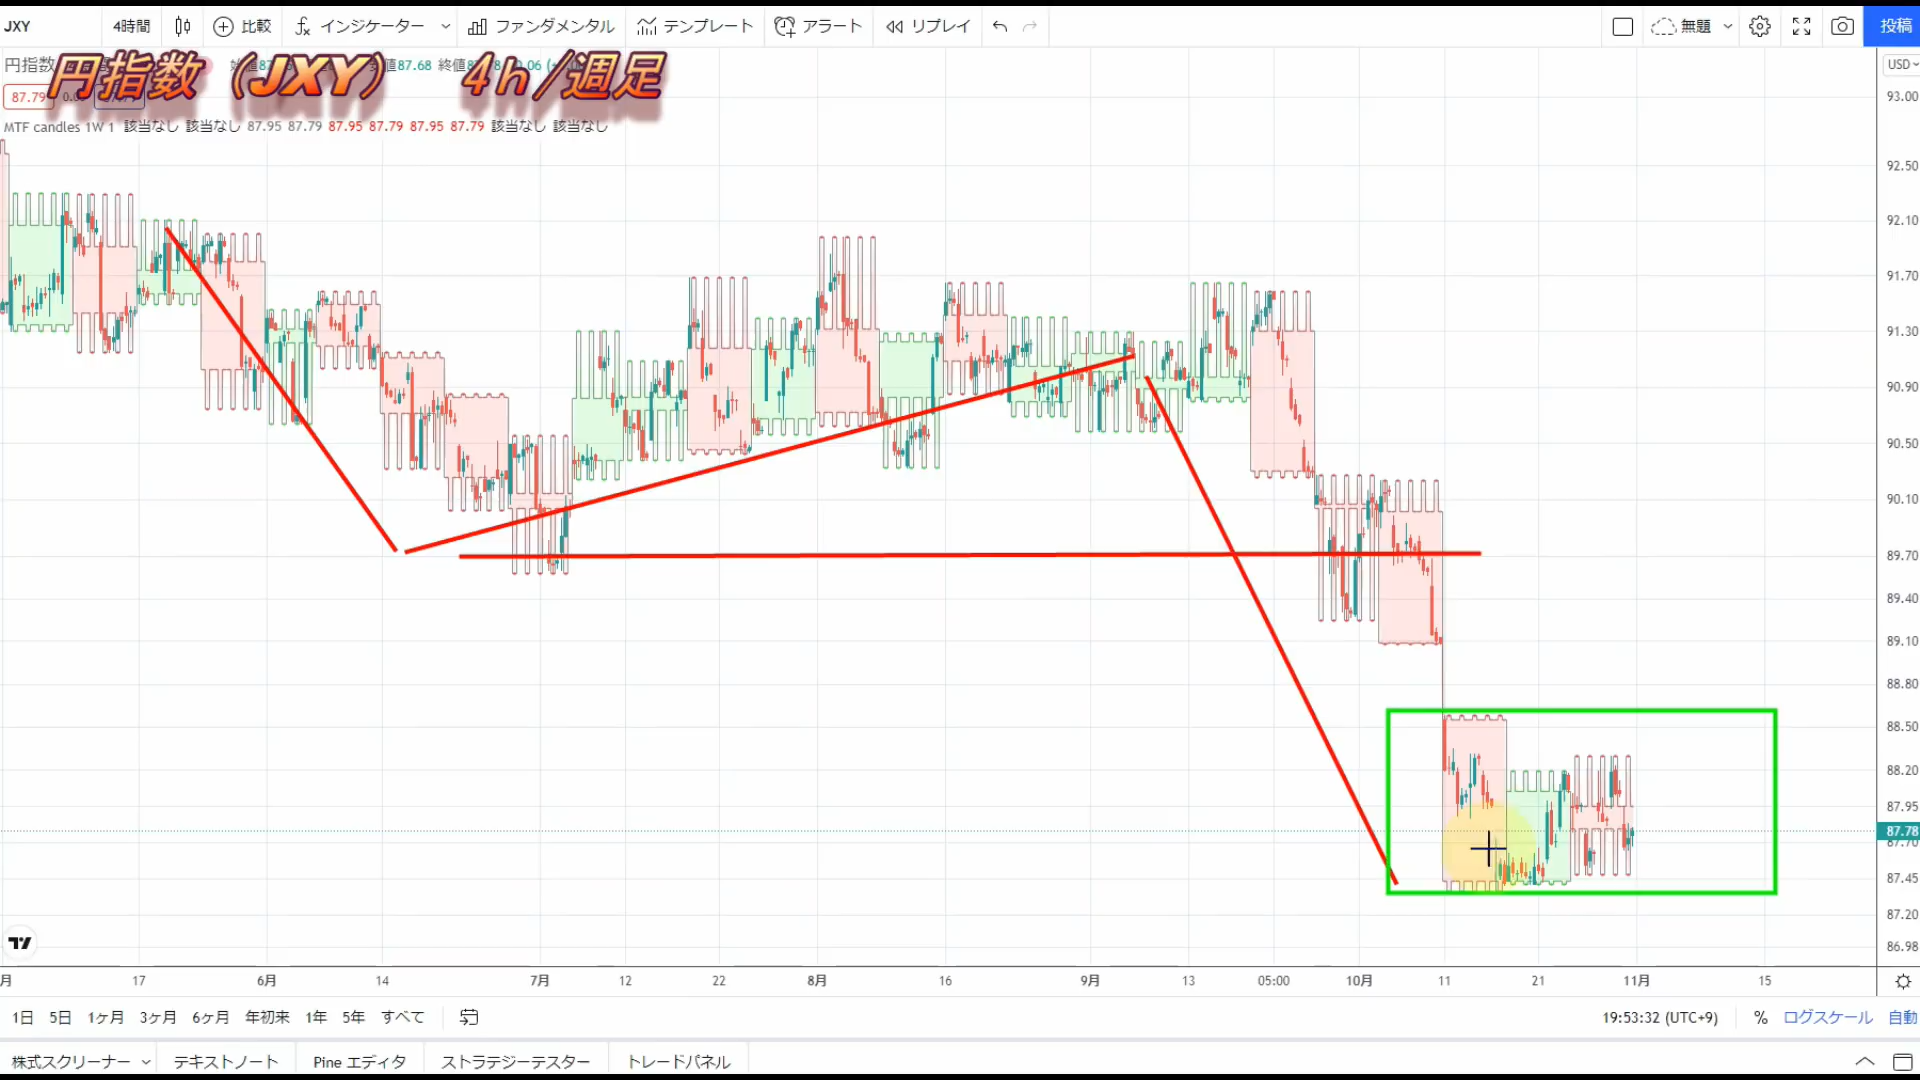 JXY
4時間
比較
インジケーター
ファンダメンタル
テンプレート
アラート
リプレイ
無題
投稿
円指数(JXY) 4h/週足
円指数
87.68 終値
87.79
MTF candles 1W 1 該当なし 該当なし 87.95 87.79 87.95 87.79 87.95 87.79 該当なし 該当なし
USD
93.00
92.50
92.10
91.70
91.30
90.90
90.50
90.10
89.70
89.40
89.10
88.80
88.50
88.20
87.95
87.78
87.70
87.45
87.20
86.98
月 17 6月 14 7月 12 22 8月 16 9月 13 05:00 10月 11 21 11月 15
1日 5日 1ヶ月 3ヶ月 6ヶ月 年初来 1年 5年 すべて
19:53:32 (UTC+9) % ログスケール 自動
株式スクリーナー テキストノート Pine エディタ ストラテジーテスター トレードパネル